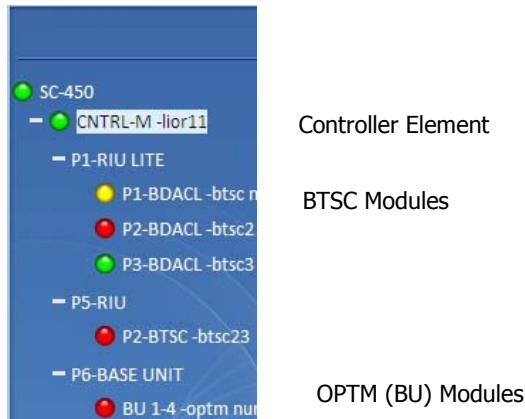 SC-450
CNTRL-M -lior11 Controller Element
P1-RIU LITE
P1-BDACL -btsc n BTSC Modules
P2-BDACL -btsc2
P3-BDACL -btsc3
P5-RIU
P2-BTSC -btsc23
P6-BASE UNIT
BU 1-4 -optm nur OPTM (BU) Modules